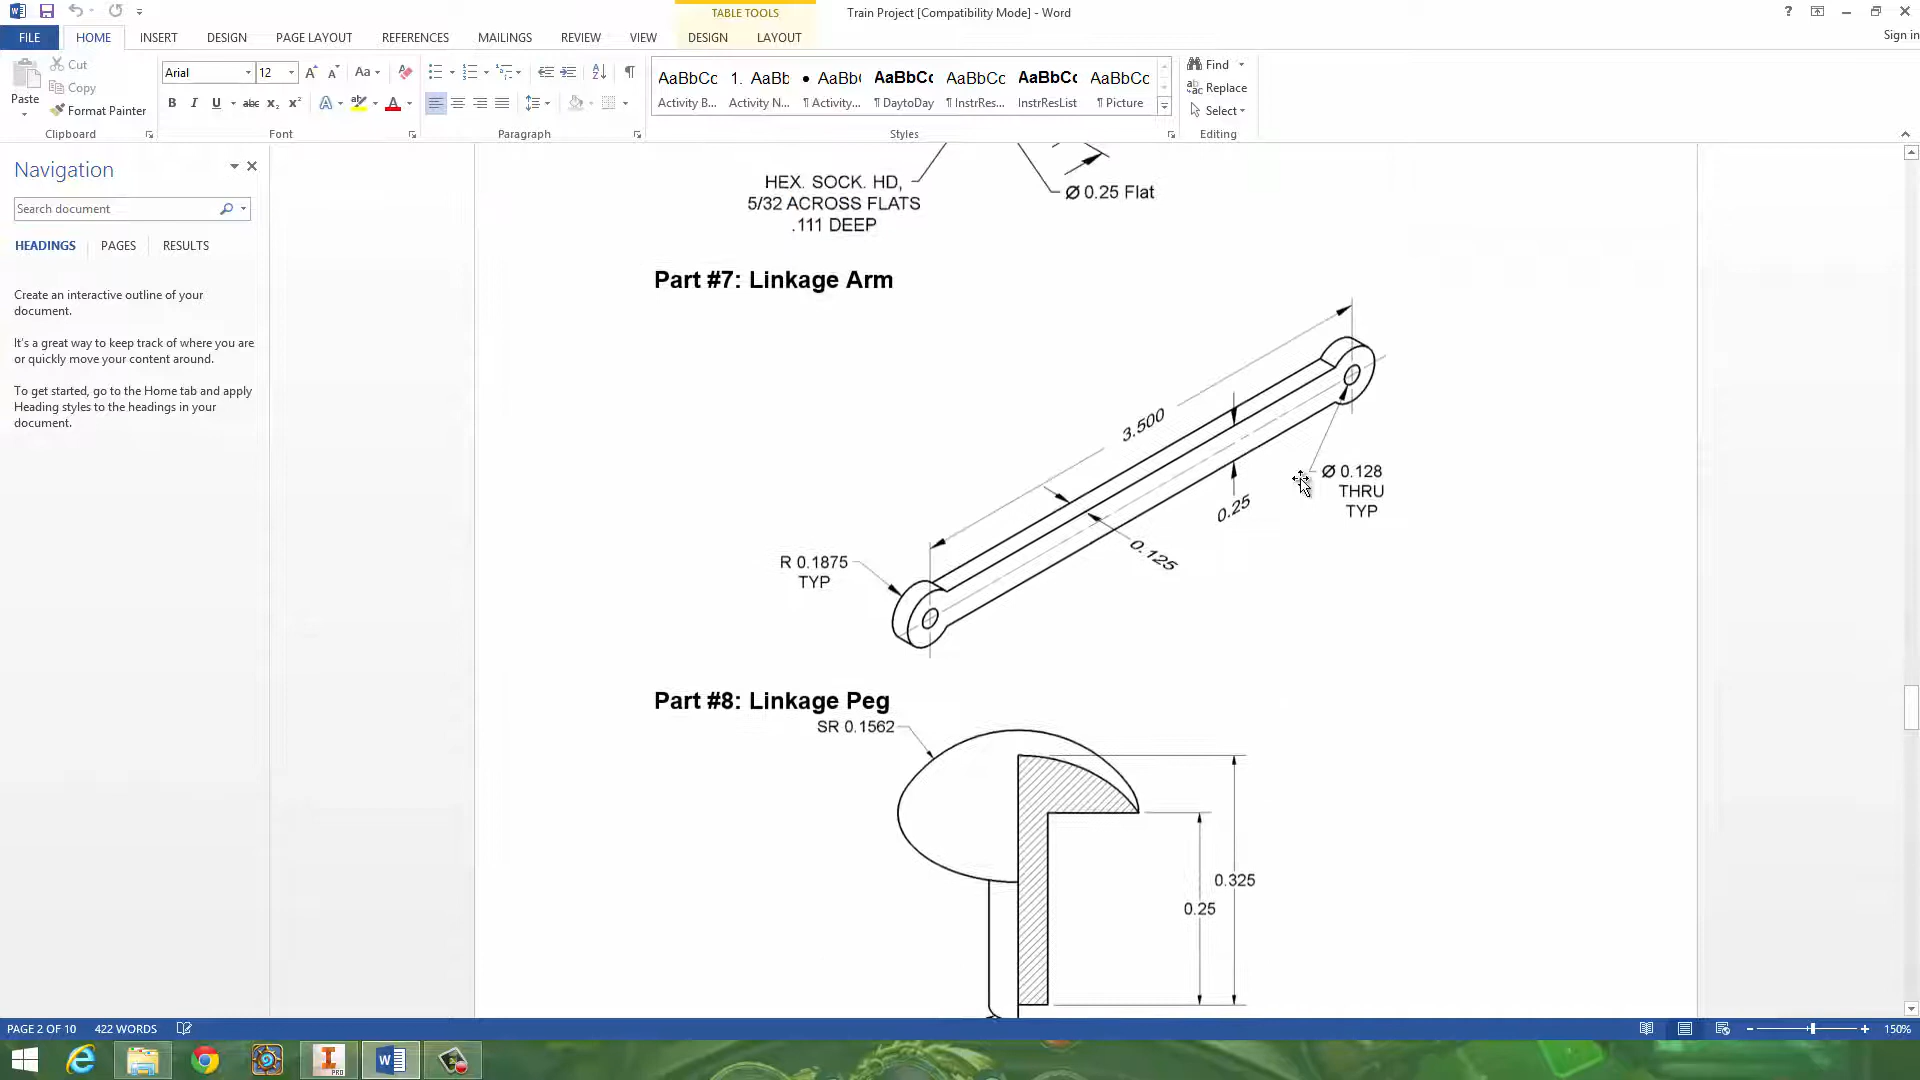 Train Project [Compatibility Mode] - Word
TABLE TOOLS
?
Sign in
FILE HOME INSERT DESIGN PAGE LAYOUT REFERENCES MAILINGS REVIEW VIEW DESIGN LAYOUT
Paste
Cut
Copy
Format Painter
Clipboard
Arial 12
Font
Paragraph
AaBbCc 1. AaBb • AaBb( AaBbCc AaBbCc AaBbCc AaBbCc
Activity B... Activity N... ¶ Activity... ¶ DaytoDay ¶ InstrRes... InstrResList ¶ Picture
Styles
Find
Replace
Select
Editing
Navigation
Search document
HEADINGS PAGES RESULTS
Create an interactive outline of your
document.
It's a great way to keep track of where you are
or quickly move your content around.
To get started, go to the Home tab and apply
Heading styles to the headings in your
document.
HEX. SOCK. HD,
5/32 ACROSS FLATS
.111 DEEP
Ø 0.25 Flat
Part #7: Linkage Arm
3.500
Ø 0.128
THRU
TYP
0.25
0.125
R 0.1875
TYP
Part #8: Linkage Peg
SR 0.1562
0.325
0.25
PAGE 2 OF 10 422 WORDS
150%